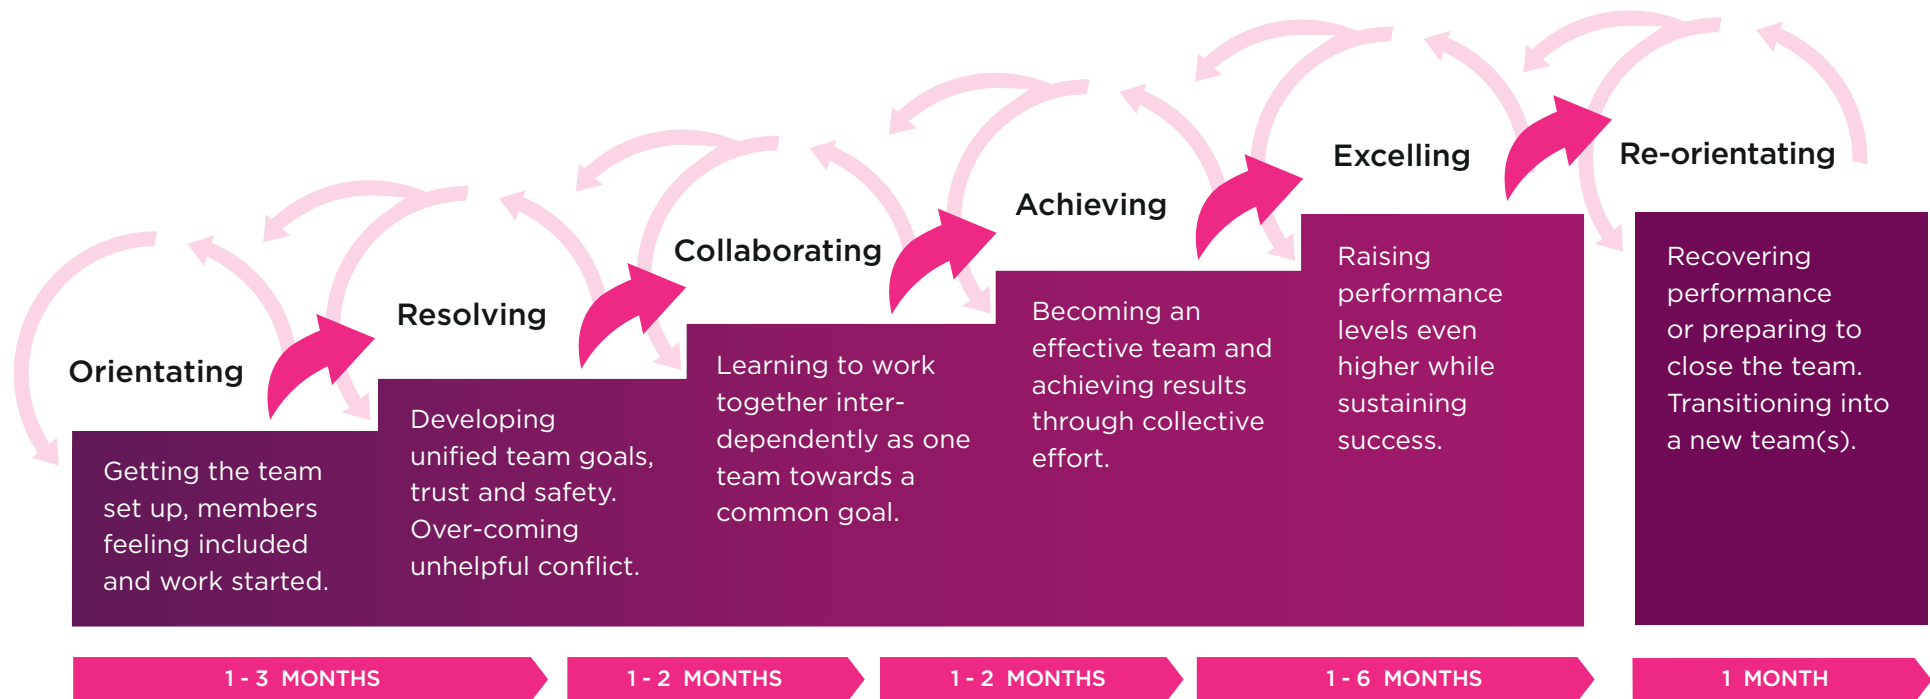 Orientating
Getting the team
set up, members
feeling included
and work started.
Resolving
Developing
unified team goals,
trust and safety.
Over-coming
unhelpful conflict.
Collaborating
Learning to work
together inter-
dependently as one
team towards a
common goal.
Achieving
Becoming an
effective team and
achieving results
through collective
effort.
Excelling
Raising
performance
levels even
higher while
sustaining
success.
Re-orientating
Recovering
performance
or preparing to
close the team.
Transitioning into
a new team(s).
1 - 3 MONTHS
1 - 2 MONTHS
1 - 2 MONTHS
1 - 6 MONTHS
1 MONTH